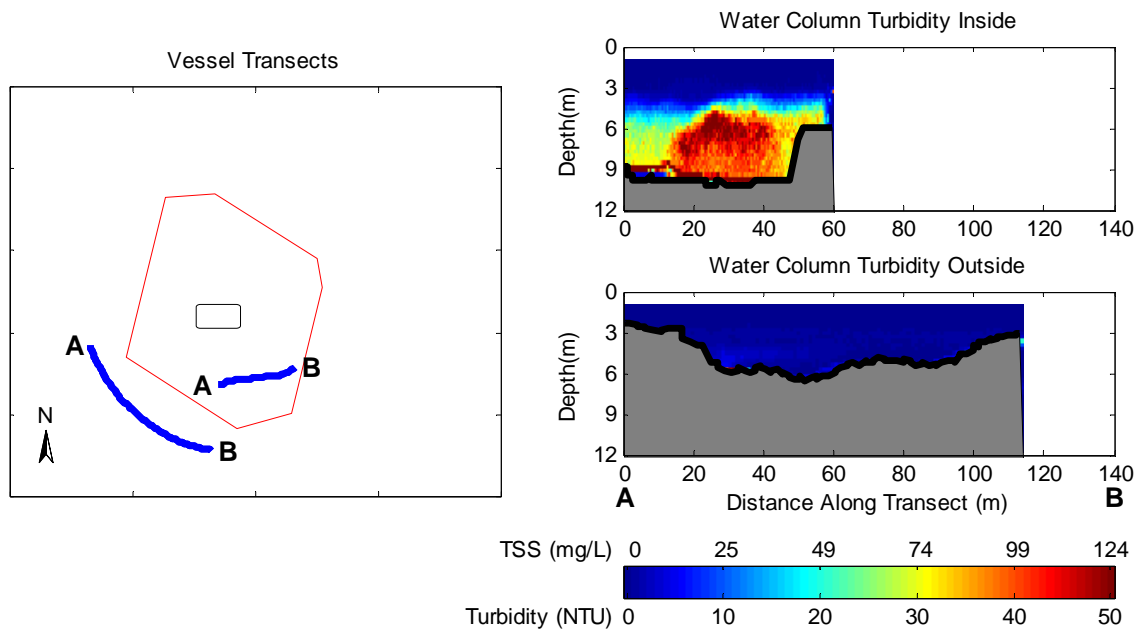 Vessel Transects
A
B
A
B
N
Water Column Turbidity Inside
Depth(m)
0
3
6
9
12
0 20 40 60 80 100 120 140
Water Column Turbidity Outside
Depth(m)
0
3
6
9
12
0 20 40 60 80 100 120 140
A Distance Along Transect (m) B
TSS (mg/L) 0 25 49 74 99 124
Turbidity (NTU) 0 10 20 30 40 50